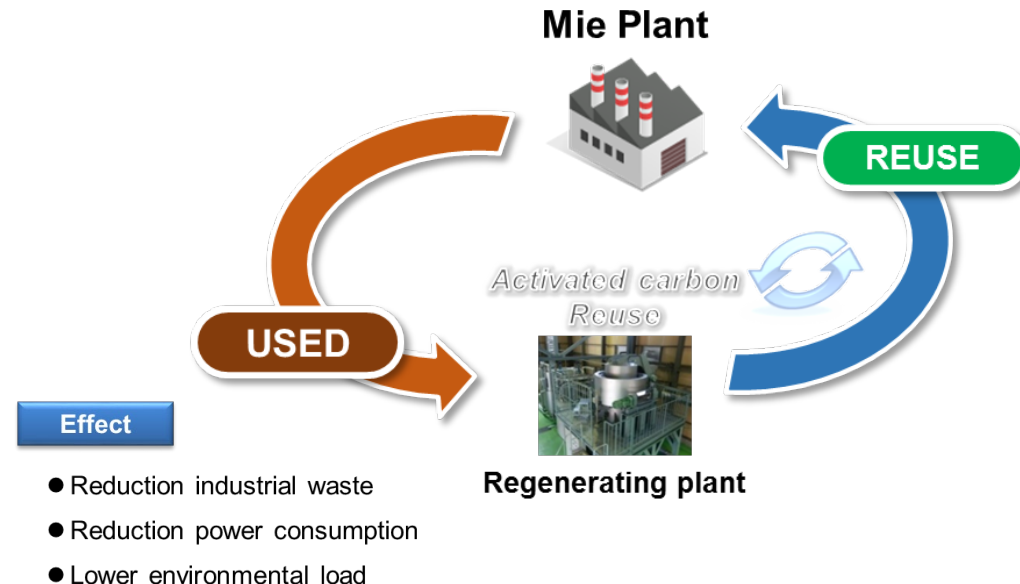 Mie Plant
REUSE
Activated carbon
Reuse
USED
Regenerating plant
Effect
● Reduction industrial waste
● Reduction power consumption
● Lower environmental load